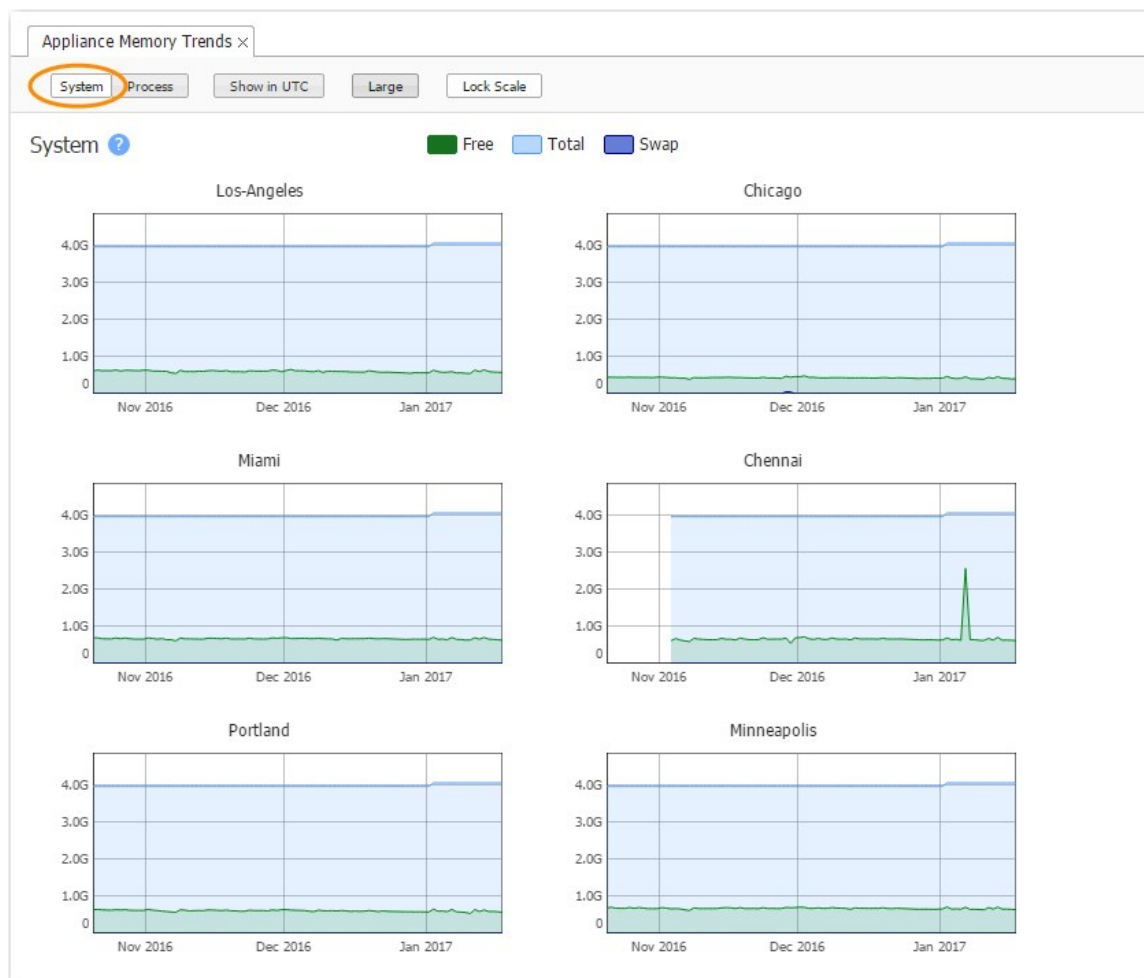 Appliance Memory Trends ×
System Process Show in UTC Large Lock Scale
System ? Free Total Swap
Los-Angeles
4.0G
3.0G
2.0G
1.0G
0
Nov 2016 Dec 2016 Jan 2017
Chicago
4.0G
3.0G
2.0G
1.0G
0
Nov 2016 Dec 2016 Jan 2017
Miami
4.0G
3.0G
2.0G
1.0G
0
Nov 2016 Dec 2016 Jan 2017
Chennai
4.0G
3.0G
2.0G
1.0G
0
Nov 2016 Dec 2016 Jan 2017
Portland
4.0G
3.0G
2.0G
1.0G
0
Nov 2016 Dec 2016 Jan 2017
Minneapolis
4.0G
3.0G
2.0G
1.0G
0
Nov 2016 Dec 2016 Jan 2017